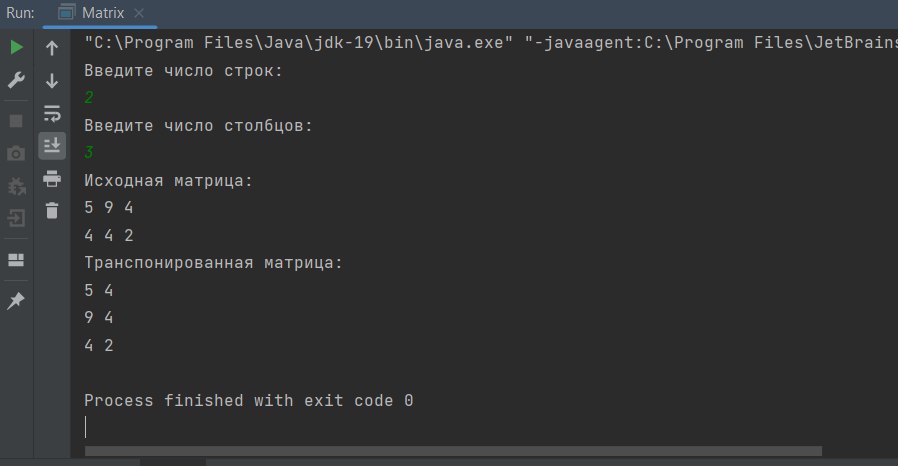 Run: Matrix
"C:\Program Files\Java\jdk-19\bin\java.exe" "-javaagent:C:\Program Files\JetBrains
Введите число строк:
2
Введите число столбцов:
3
Исходная матрица:
5 9 4
4 4 2
Транспонированная матрица:
5 4
9 4
4 2
Process finished with exit code 0